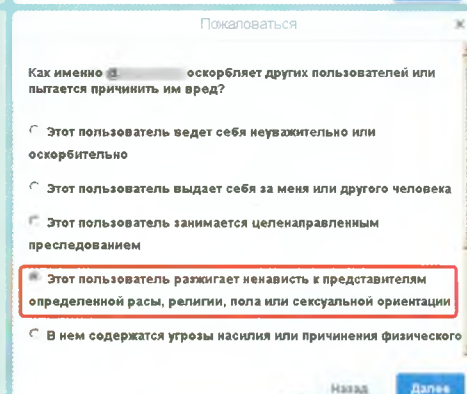 Пожаловаться
Как именно @ оскорбляет других пользователей или
пытается причинить им вред?
Этот пользователь ведет себя неуважительно или
оскорбительно
Этот пользователь выдает себя за меня или другого человека
Этот пользователь занимается целенаправленным
преследованием
Этот пользователь разжигает ненависть к представителям
определенной расы, религии, пола или сексуальной ориентации
В нем содержатся угрозы насилия или причинения физического
Назад Далее